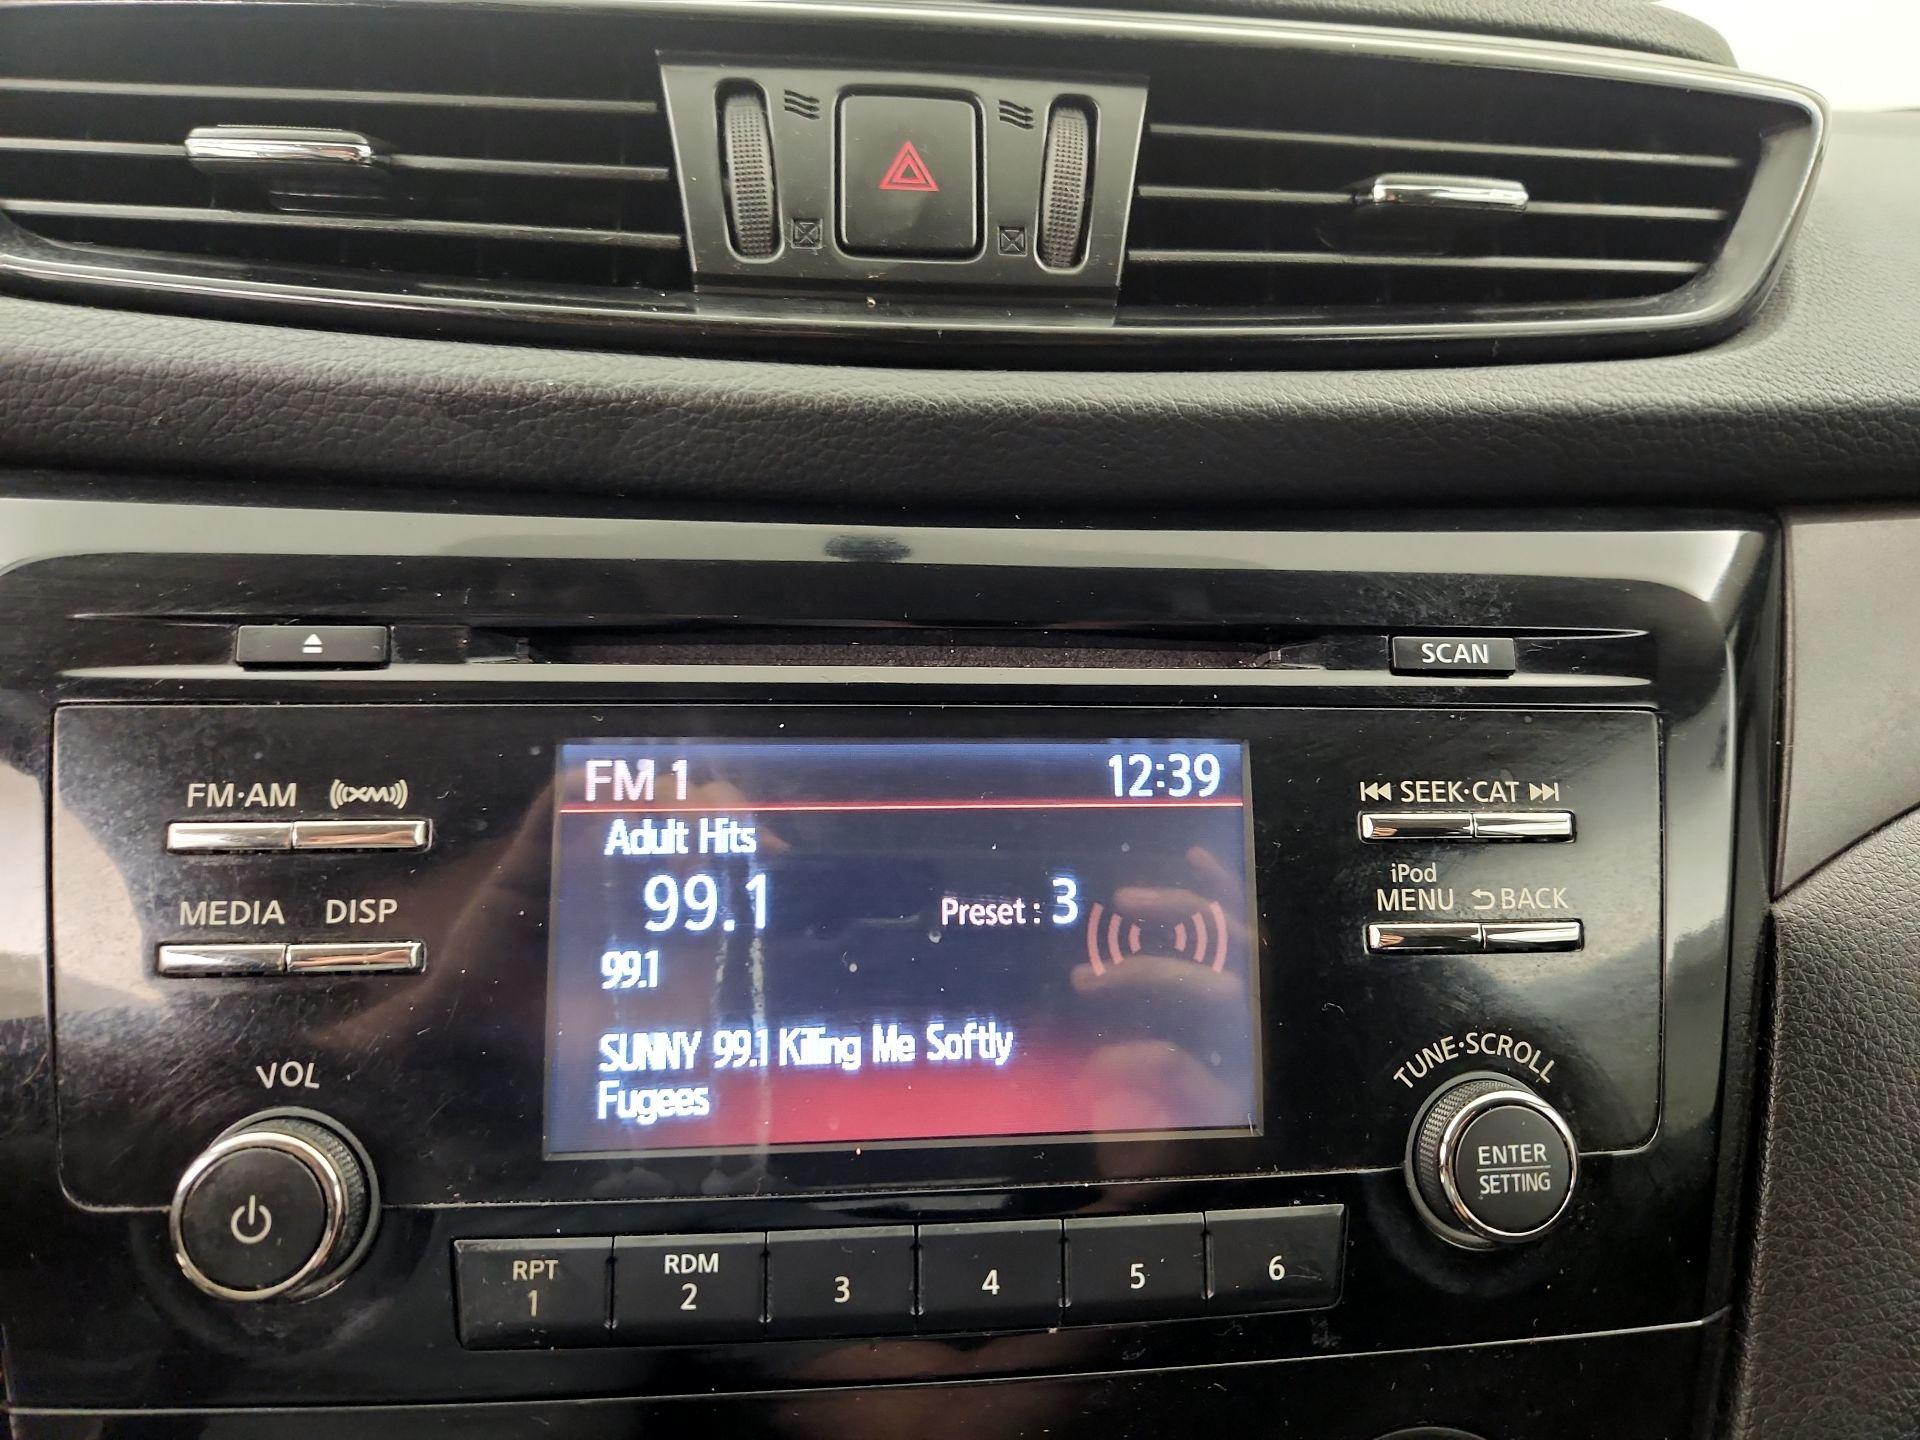 SCAN
FM·AM
XM
SEEK·CAT
MEDIA
DISP
iPod
MENU
BACK
FM 1
12:39
Adult Hits
99.1
Preset : 3
99.1
SUNNY 99.1 Killing Me Softly
Fugees
VOL
TUNE·SCROLL
ENTER
SETTING
RPT
1
RDM
2
3
4
5
6